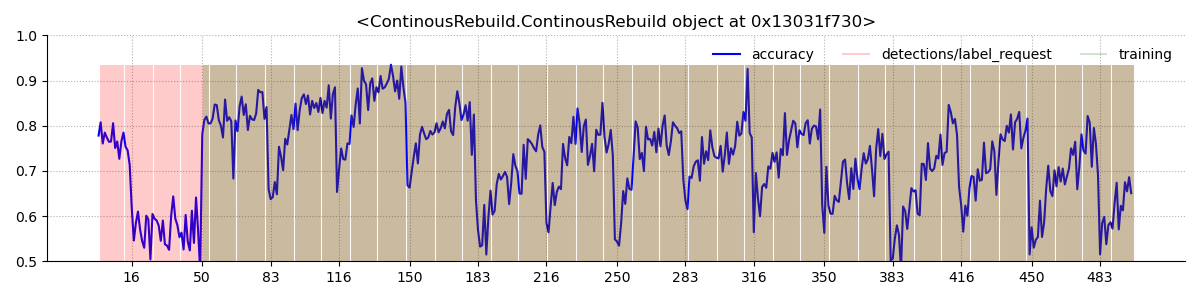 <ContinousRebuild.ContinousRebuild object at 0x13031f730>
accuracy detections/label_request training
1.0
0.9
0.8
0.7
0.6
0.5
16 50 83 116 150 183 216 250 283 316 350 383 416 450 483